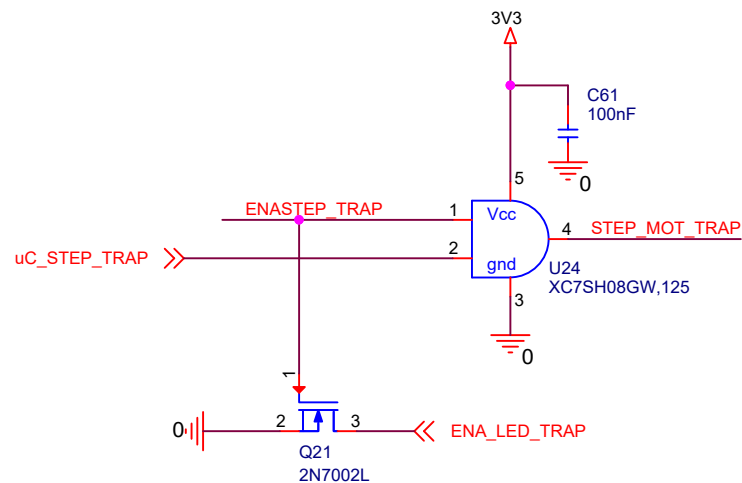 3V3
C61
100nF
0
5
ENASTEP_TRAP
1
Vcc
4
STEP_MOT_TRAP
uC_STEP_TRAP
2
gnd
U24
XC7SH08GW,125
3
0
1
0
2
3
ENA_LED_TRAP
Q21
2N7002L